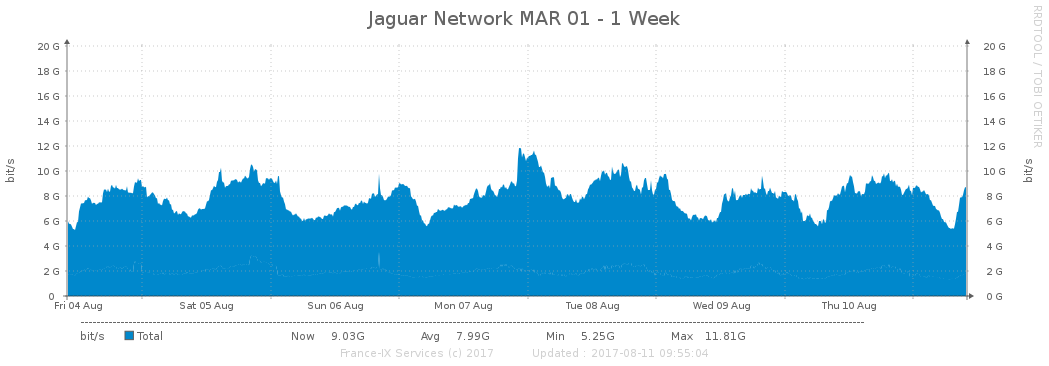 Jaguar Network MAR 01 - 1 Week
RRDTOOL / TOBI OETIKER
bit/s
20 G 20 G
18 G 18 G
16 G 16 G
14 G 14 G
12 G 12 G
10 G 10 G
8 G 8 G
6 G 6 G
4 G 4 G
2 G 2 G
0 0 G
bit/s
Fri 04 Aug Sat 05 Aug Sun 06 Aug Mon 07 Aug Tue 08 Aug Wed 09 Aug Thu 10 Aug
bit/s Total Now 9.03G Avg 7.99G Min 5.25G Max 11.81G
France-IX Services (c) 2017 Updated : 2017-08-11 09:55:04